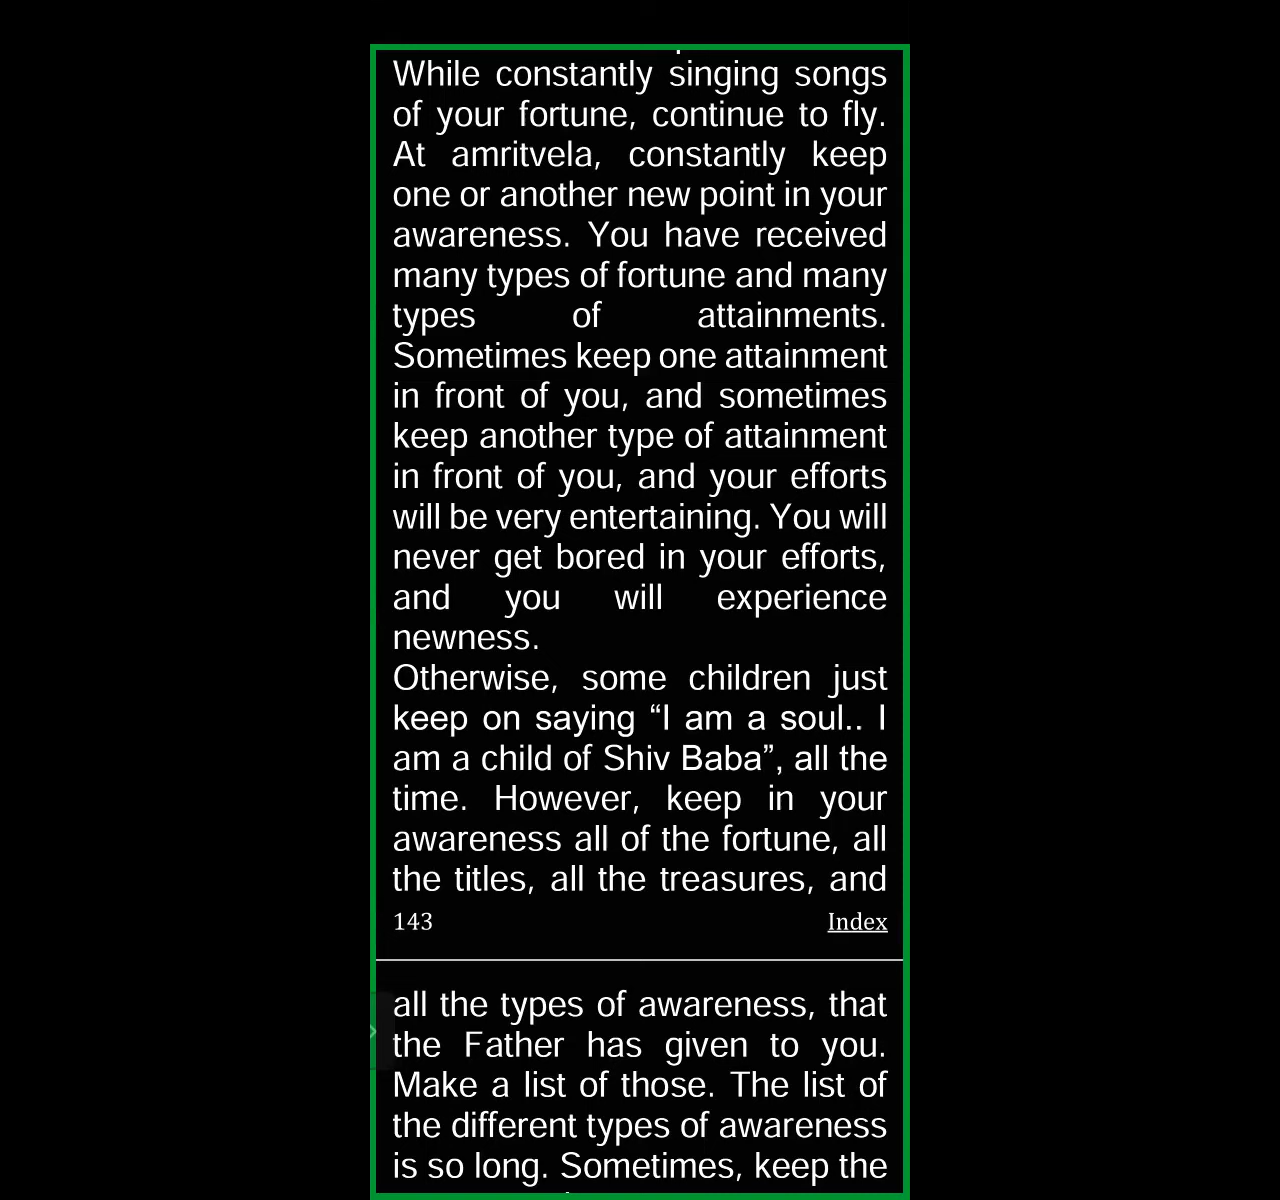 While constantly singing songs
of your fortune, continue to fly.
At amritvela, constantly keep
one or another new point in your
awareness. You have received
many types of fortune and many
types of attainments.
Sometimes keep one attainment
in front of you, and sometimes
keep another type of attainment
in front of you, and your efforts
will be very entertaining. You will
never get bored in your efforts,
and you will experience
newness.
Otherwise, some children just
keep on saying “I am a soul.. I
am a child of Shiv Baba”, all the
time. However, keep in your
awareness all of the fortune, all
the titles, all the treasures, and
143 Index
all the types of awareness, that
the Father has given to you.
Make a list of those. The list of
the different types of awareness
is so long. Sometimes, keep the